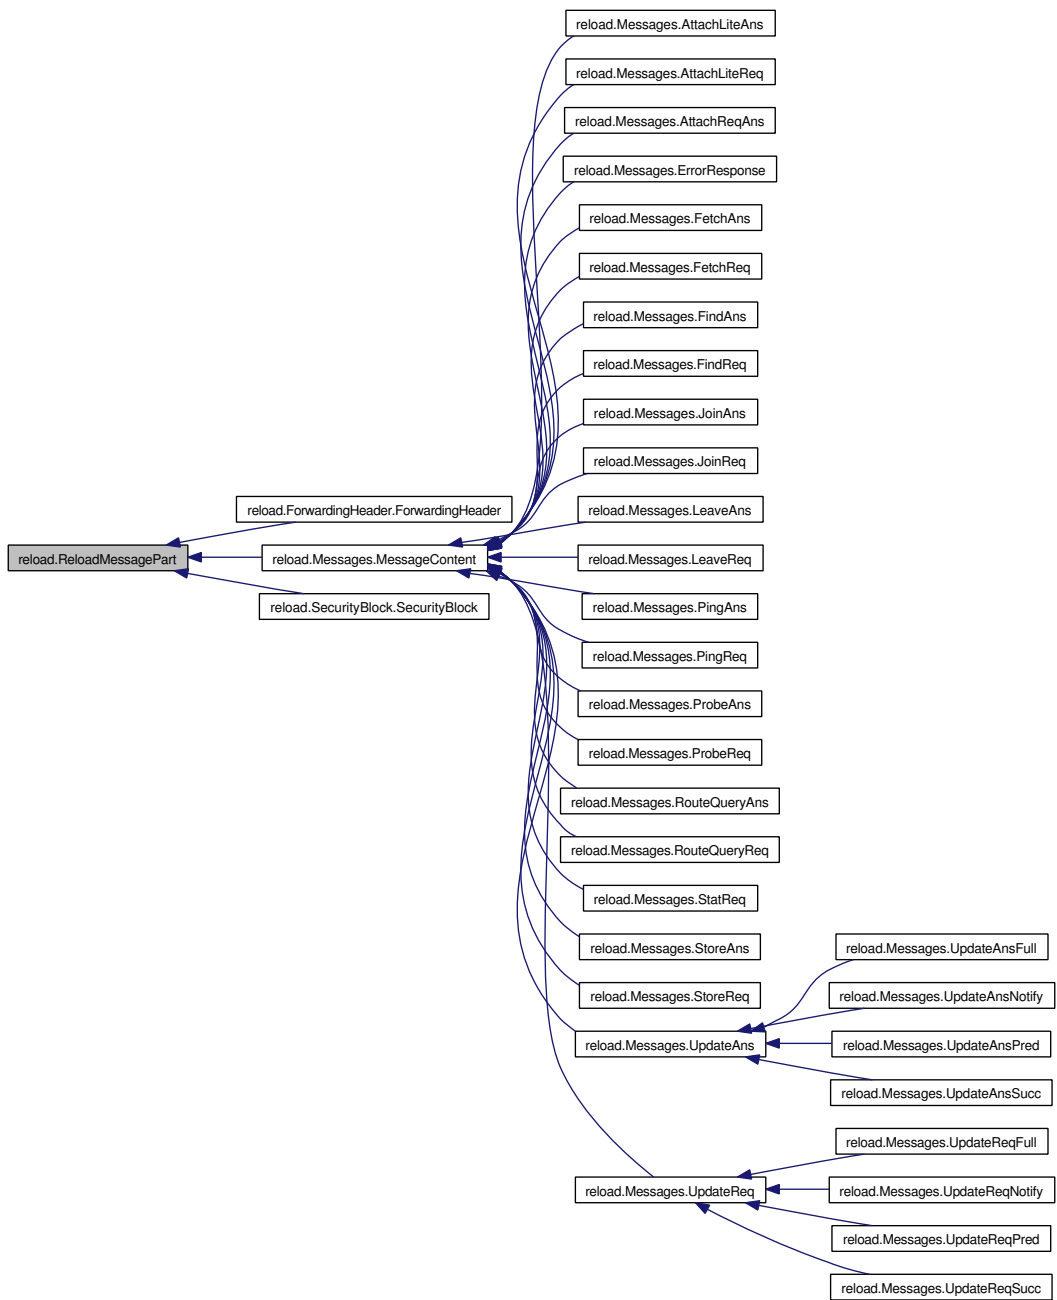 reload.Messages.AttachLiteAns
reload.Messages.AttachLiteReq
reload.Messages.AttachReqAns
reload.Messages.ErrorResponse
reload.Messages.FetchAns
reload.Messages.FetchReq
reload.Messages.FindAns
reload.Messages.FindReq
reload.Messages.JoinAns
reload.Messages.JoinReq
reload.ForwardingHeader.ForwardingHeader
reload.Messages.LeaveAns
reload.ReloadMessagePart
reload.Messages.MessageContent
reload.Messages.LeaveReq
reload.SecurityBlock.SecurityBlock
reload.Messages.PingAns
reload.Messages.PingReq
reload.Messages.ProbeAns
reload.Messages.ProbeReq
reload.Messages.RouteQueryAns
reload.Messages.RouteQueryReq
reload.Messages.StatReq
reload.Messages.StoreAns
reload.Messages.UpdateAnsFull
reload.Messages.StoreReq
reload.Messages.UpdateAnsNotify
reload.Messages.UpdateAns
reload.Messages.UpdateAnsPred
reload.Messages.UpdateAnsSucc
reload.Messages.UpdateReqFull
reload.Messages.UpdateReq
reload.Messages.UpdateReqNotify
reload.Messages.UpdateReqPred
reload.Messages.UpdateReqSucc